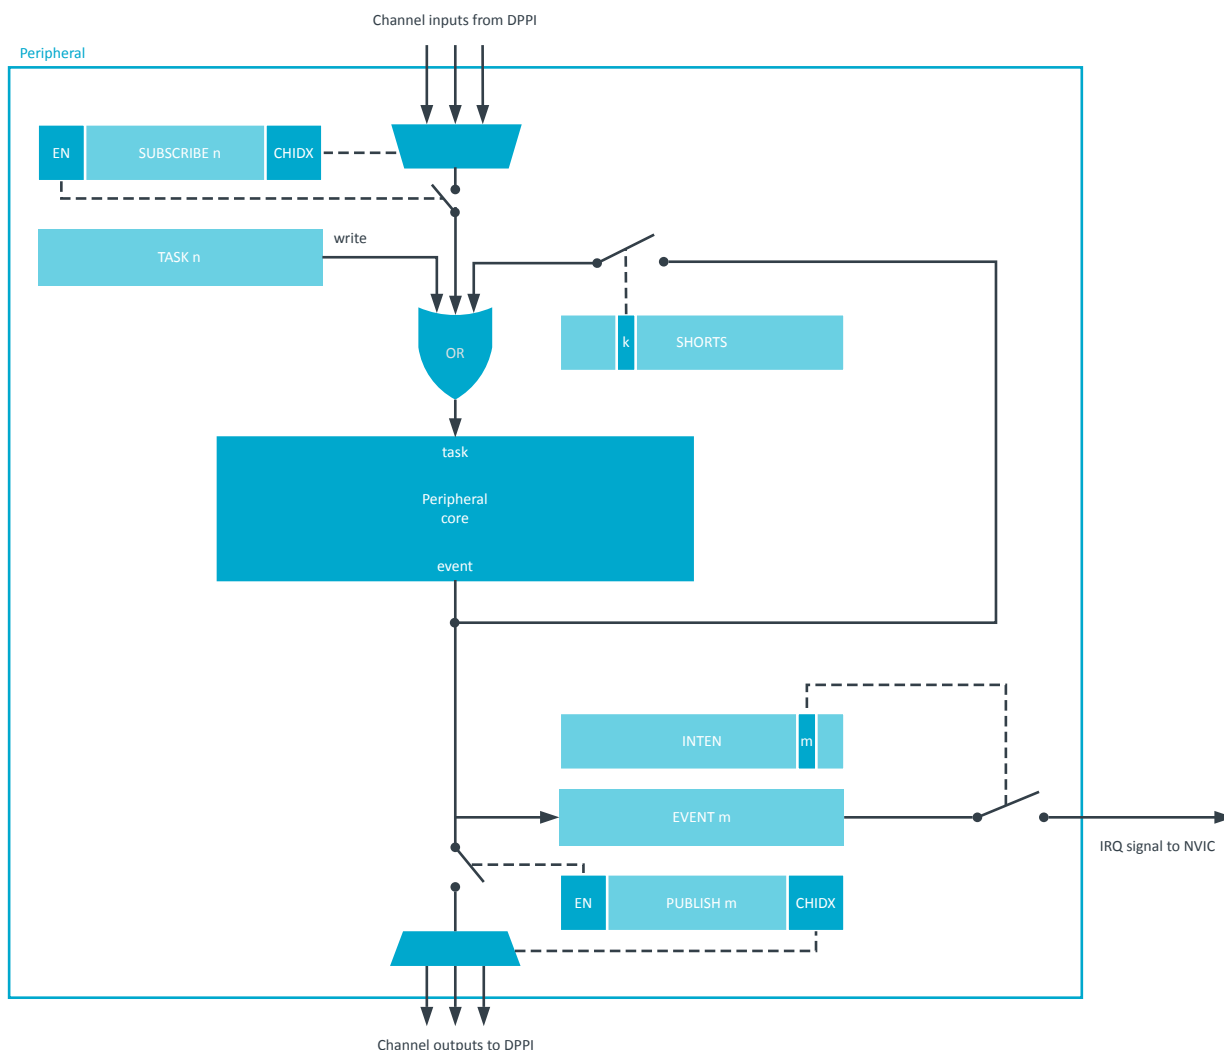 Channel inputs from DPPI
Peripheral
EN
SUBSCRIBE n
CHIDX
write
TASK n
OR
k
SHORTS
task
Peripheral
core
event
INTEN
m
EVENT m
IRQ signal to NVIC
EN
PUBLISH m
CHIDX
Channel outputs to DPPI